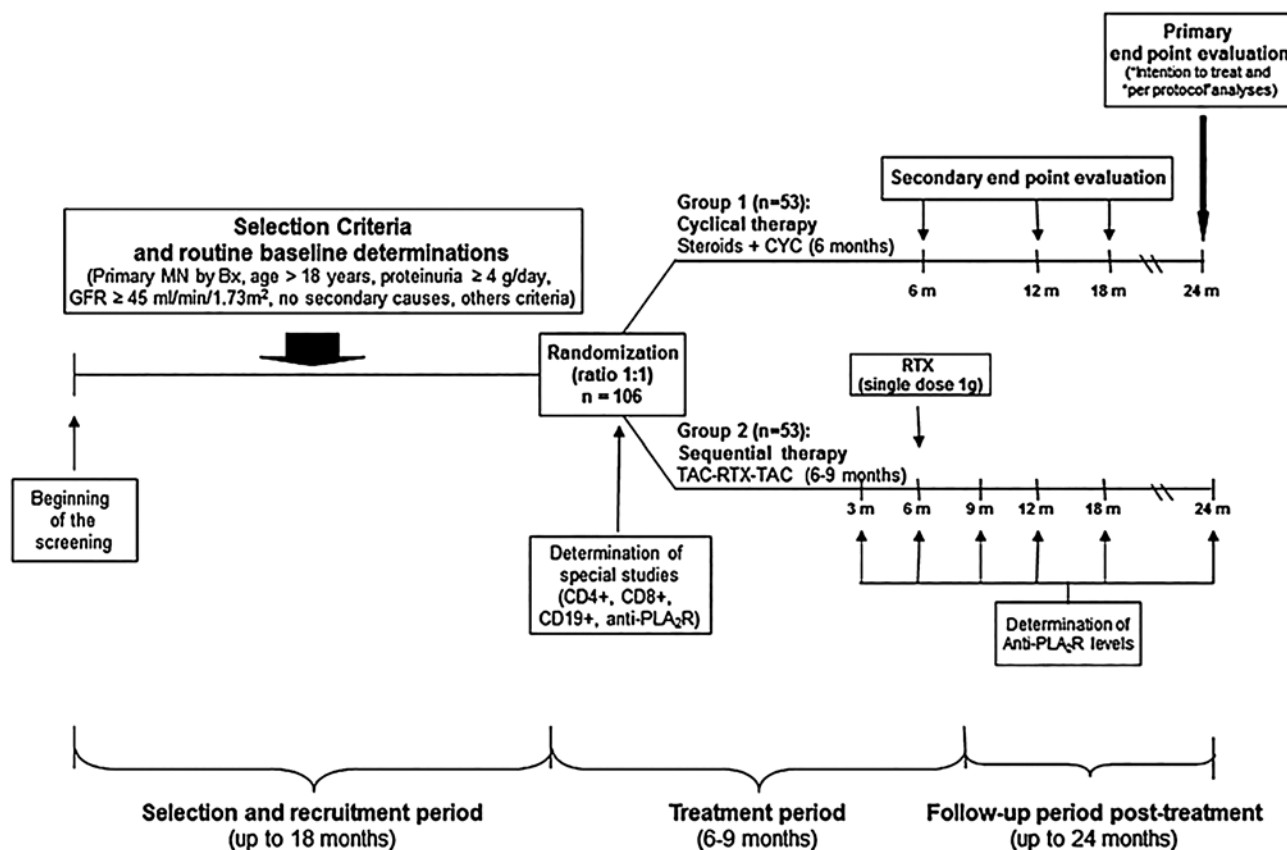 Primary
end point evaluation
("Intention to treat and
"per protocol" analyses)
Secondary end point evaluation
Group 1 (n=53):
Cyclical therapy
Steroids + CYC (6 months)
6 m
12 m
18 m
24 m
Selection Criteria
and routine baseline determinations
(Primary MN by Bx, age > 18 years, proteinuria ≥ 4 g/day,
GFR ≥ 45 ml/min/1,73m², no secondary causes, others criteria)
Randomization
(ratio 1:1)
n = 106
RTX
(single dose 1g)
Group 2 (n=53):
Sequential therapy
TAC-RTX-TAC (6-9 months)
3 m
6 m
9 m
12 m
18 m
24 m
Beginning
of the
screening
Determination of
special studies
(CD4+, CD8+,
CD19+, anti-PLA₂R)
Determination of
Anti-PLA₂R levels
Selection and recruitment period
(up to 18 months)
Treatment period
(6-9 months)
Follow-up period post-treatment
(up to 24 months)